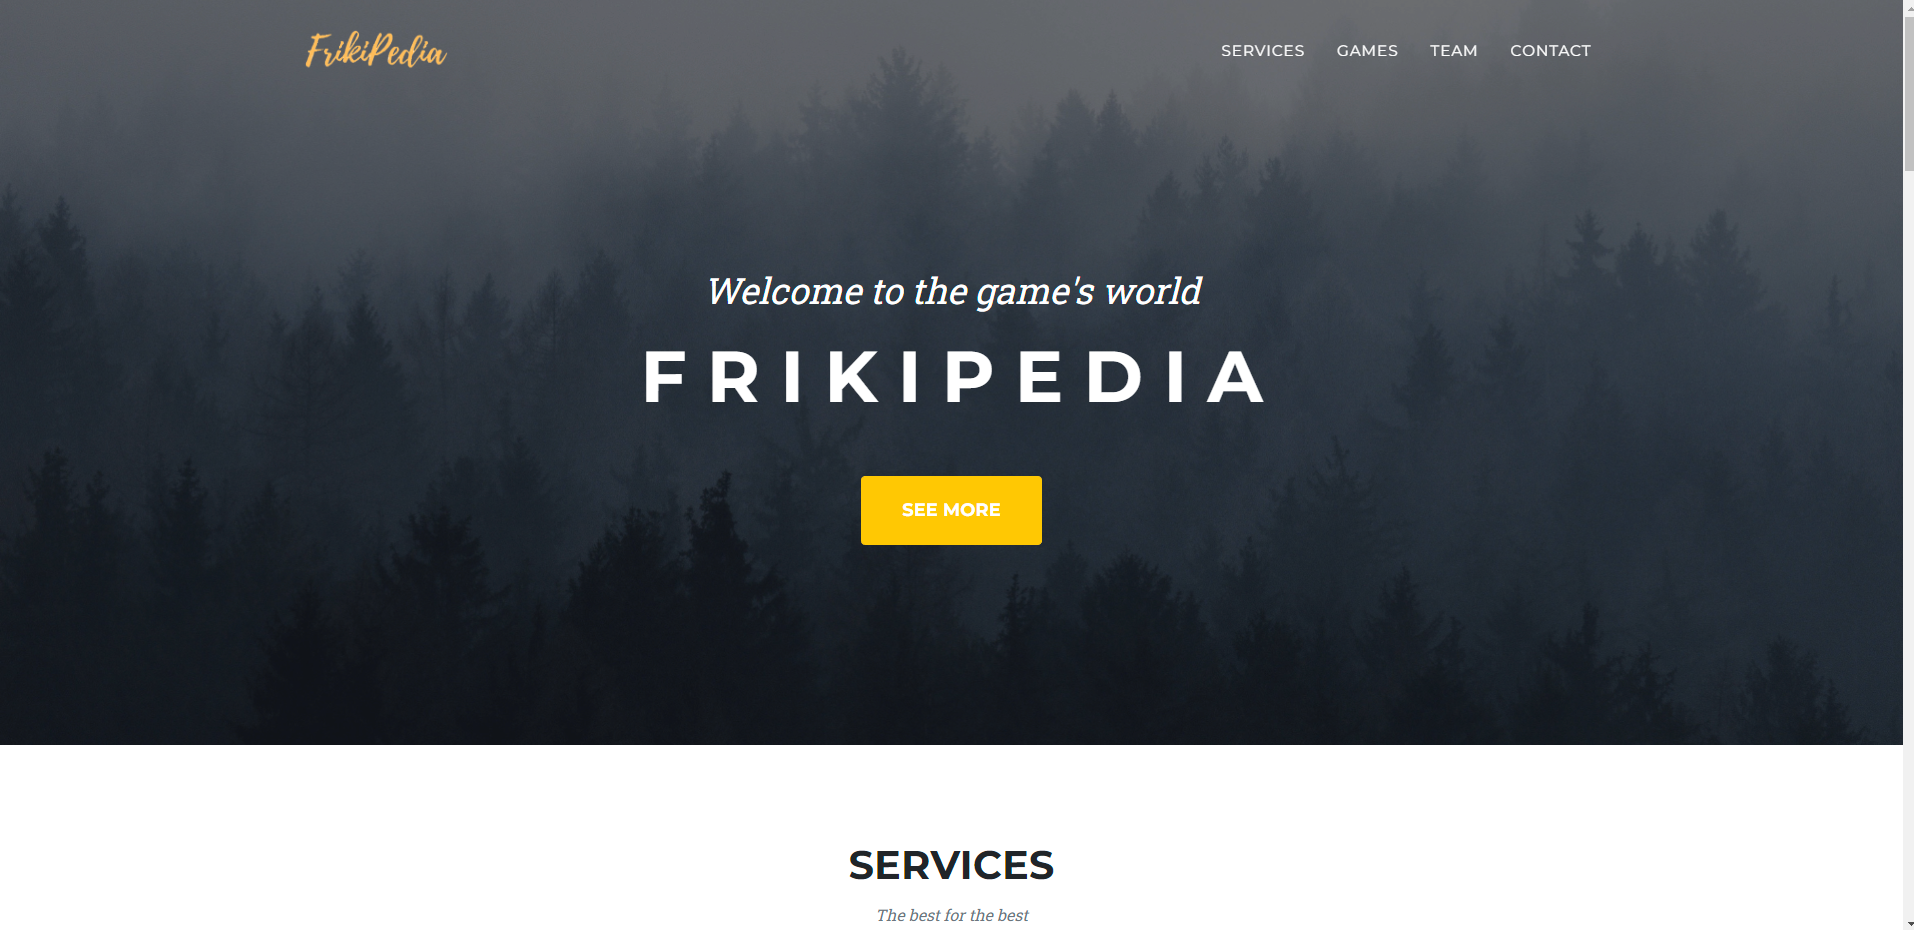 FrikiPedia
SERVICES GAMES TEAM CONTACT
Welcome to the game's world
FRIKIPEDIA
SEE MORE
SERVICES
The best for the best